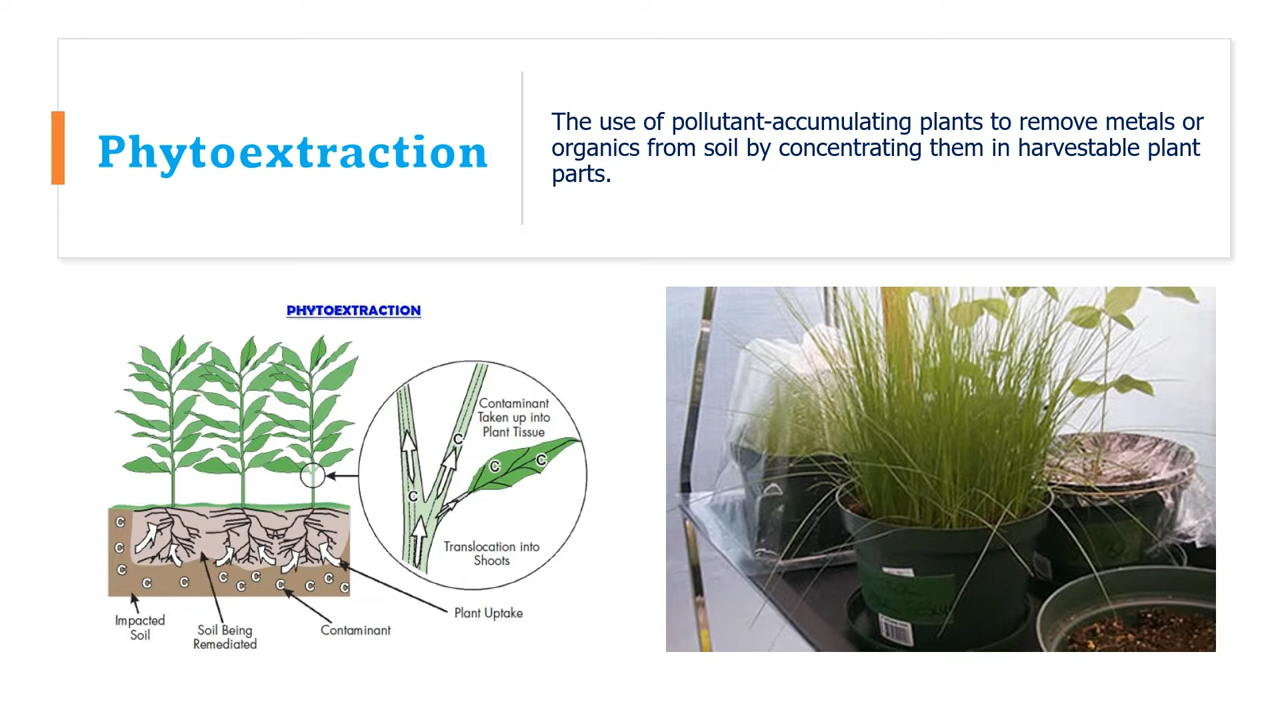 Phytoextraction
The use of pollutant-accumulating plants to remove metals or
organics from soil by concentrating them in harvestable plant
parts.
PHYTOEXTRACTION
Contaminant
Taken up into
Plant Tissue
C
C
C
C
Translocation into
Shoots
C
C
C
C
C
C
C
C
C
C
C
C
Plant Uptake
Impacted
Soil
Soil Being
Remediated
Contaminant